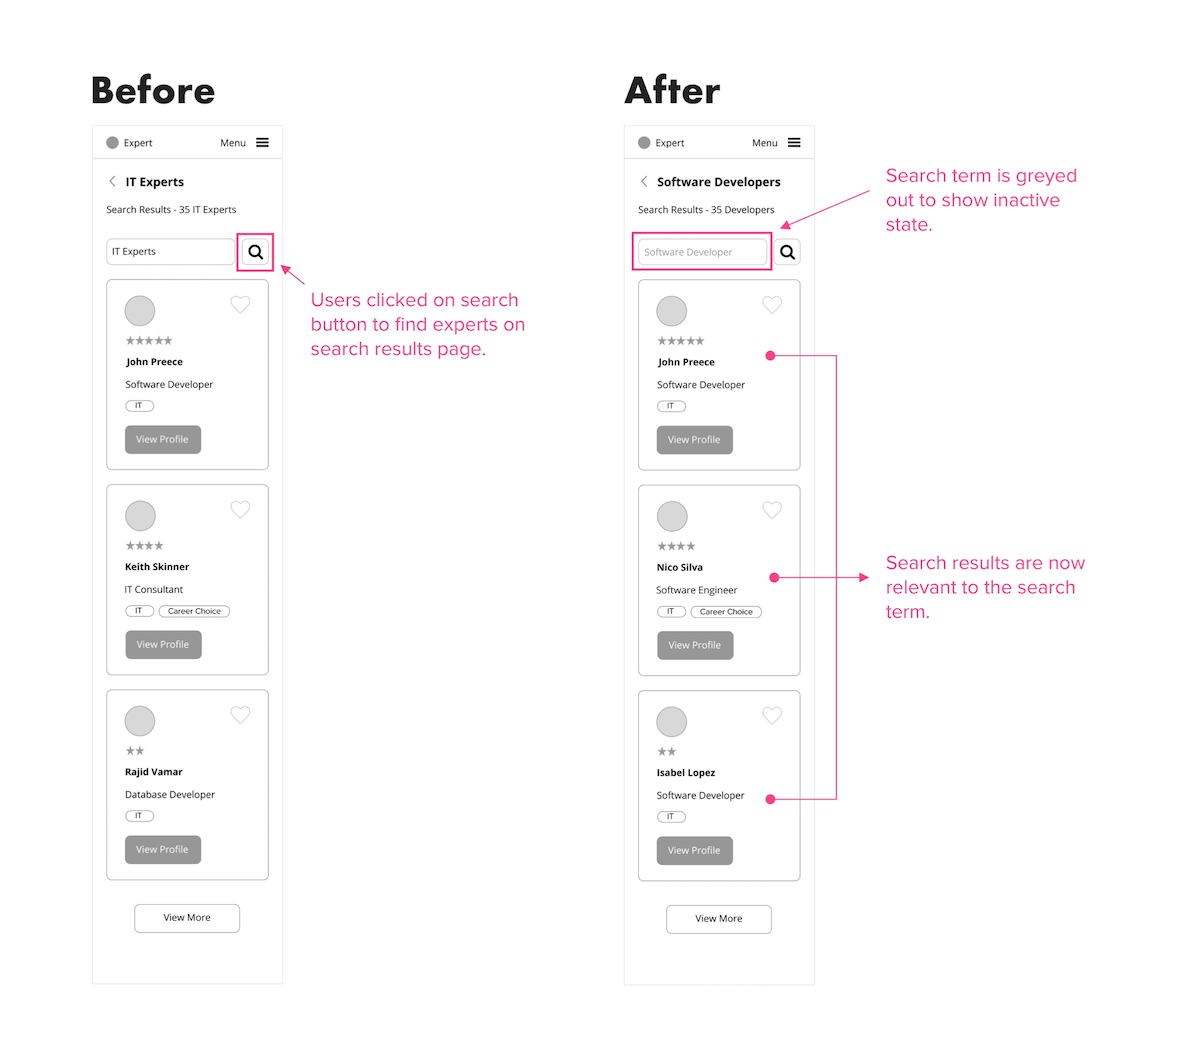 Before
Expert Menu
IT Experts
Search Results - 35 IT Experts
IT Experts
Users clicked on search
button to find experts on
search results page.
John Preece
Software Developer
IT
View Profile
Keith Skinner
IT Consultant
IT Career Choice
View Profile
Rajid Vamar
Database Developer
IT
View Profile
View More
After
Expert Menu
Software Developers
Search Results - 35 Developers
Software Developer
Search term is greyed
out to show inactive
state.
John Preece
Software Developer
IT
View Profile
Nico Silva
Software Engineer
IT Career Choice
View Profile
Search results are now
relevant to the search
term.
Isabel Lopez
Software Developer
IT
View Profile
View More